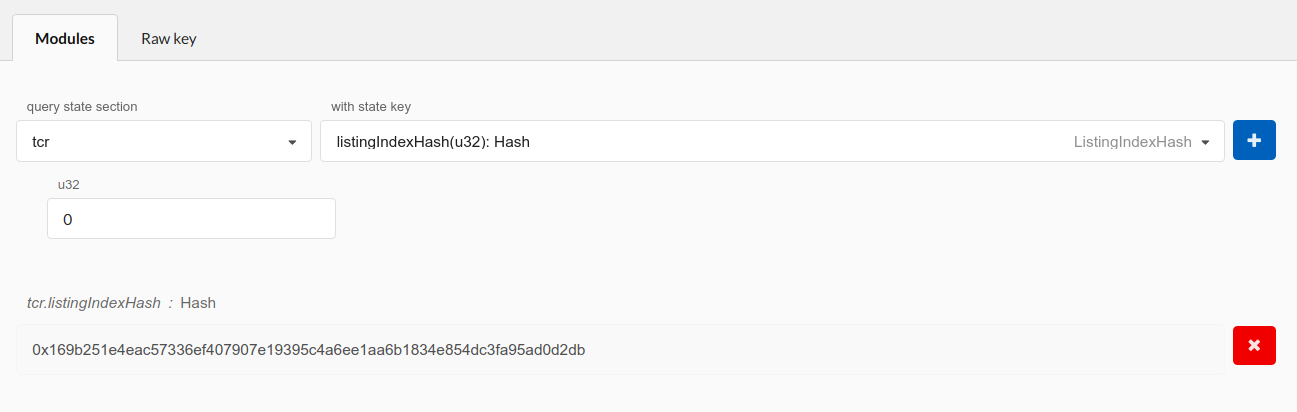 Modules Raw key
query state section with state key
tcr listingIndexHash(u32): Hash ListingIndexHash
u32
0
tcr.listingIndexHash : Hash
0x169b251e4eac57336ef407907e19395c4a6ee1aa6b1834e854dc3fa95ad0d2db